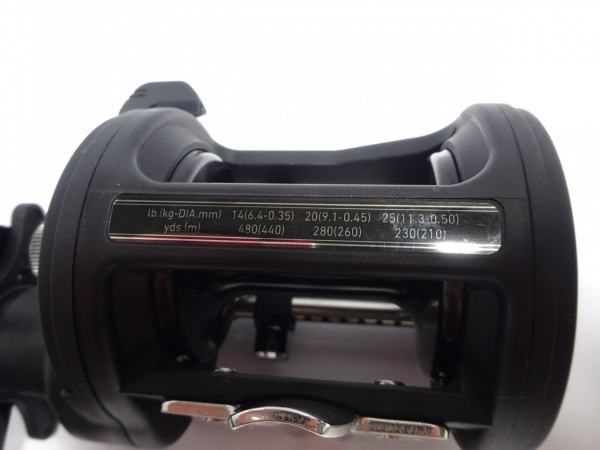 lb.(kg-DIA.mm) 14(6.4-0.35) 20(9.1-0.45) 25(11.3-0.50)
yds (m) 480(440) 280(260) 230(210)